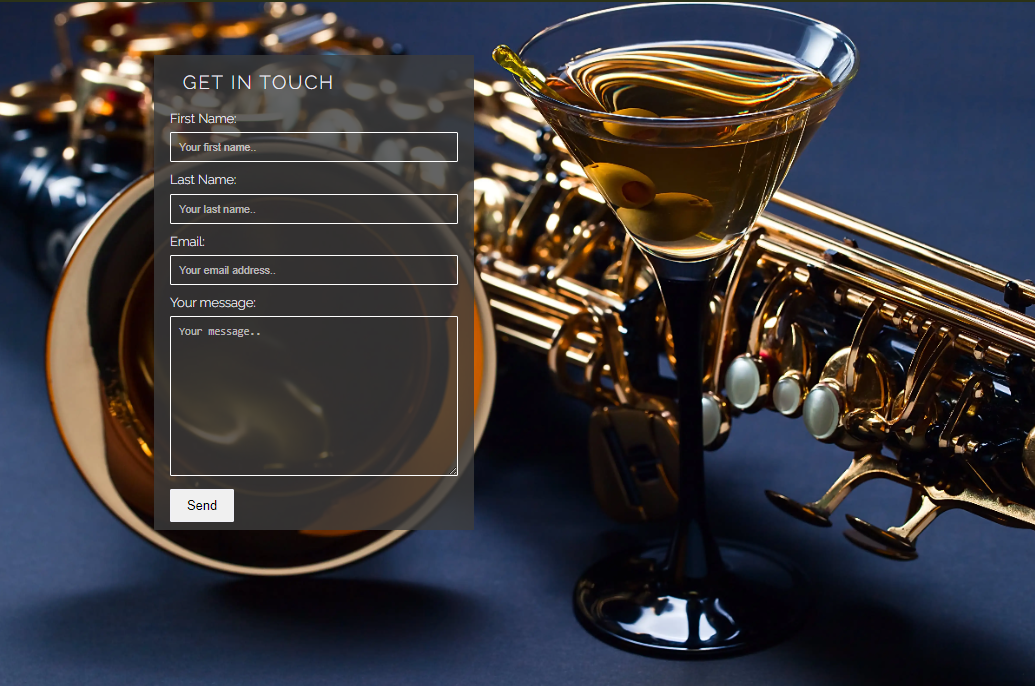 GET IN TOUCH
First Name:
Your first name..
Last Name:
Your last name..
Email:
Your email address..
Your message:
Your message..
Send